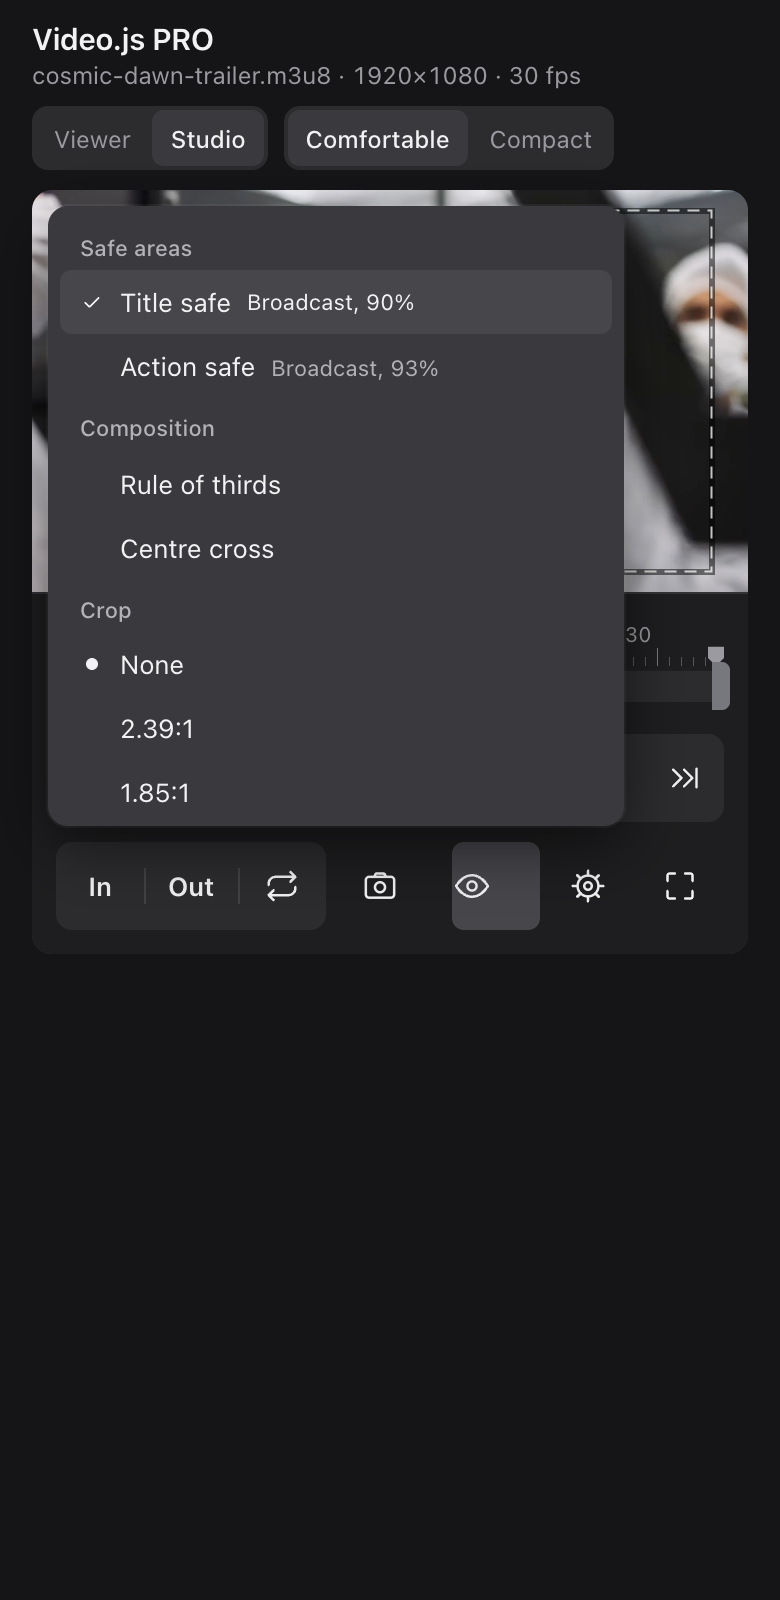 Video.js PRO
cosmic-dawn-trailer.m3u8 · 1920×1080 · 30 fps
Viewer Studio Comfortable Compact
Safe areas
Title safe Broadcast, 90%
Action safe Broadcast, 93%
Composition
Rule of thirds
Centre cross
Crop
None
30
2.39:1
1.85:1
In Out